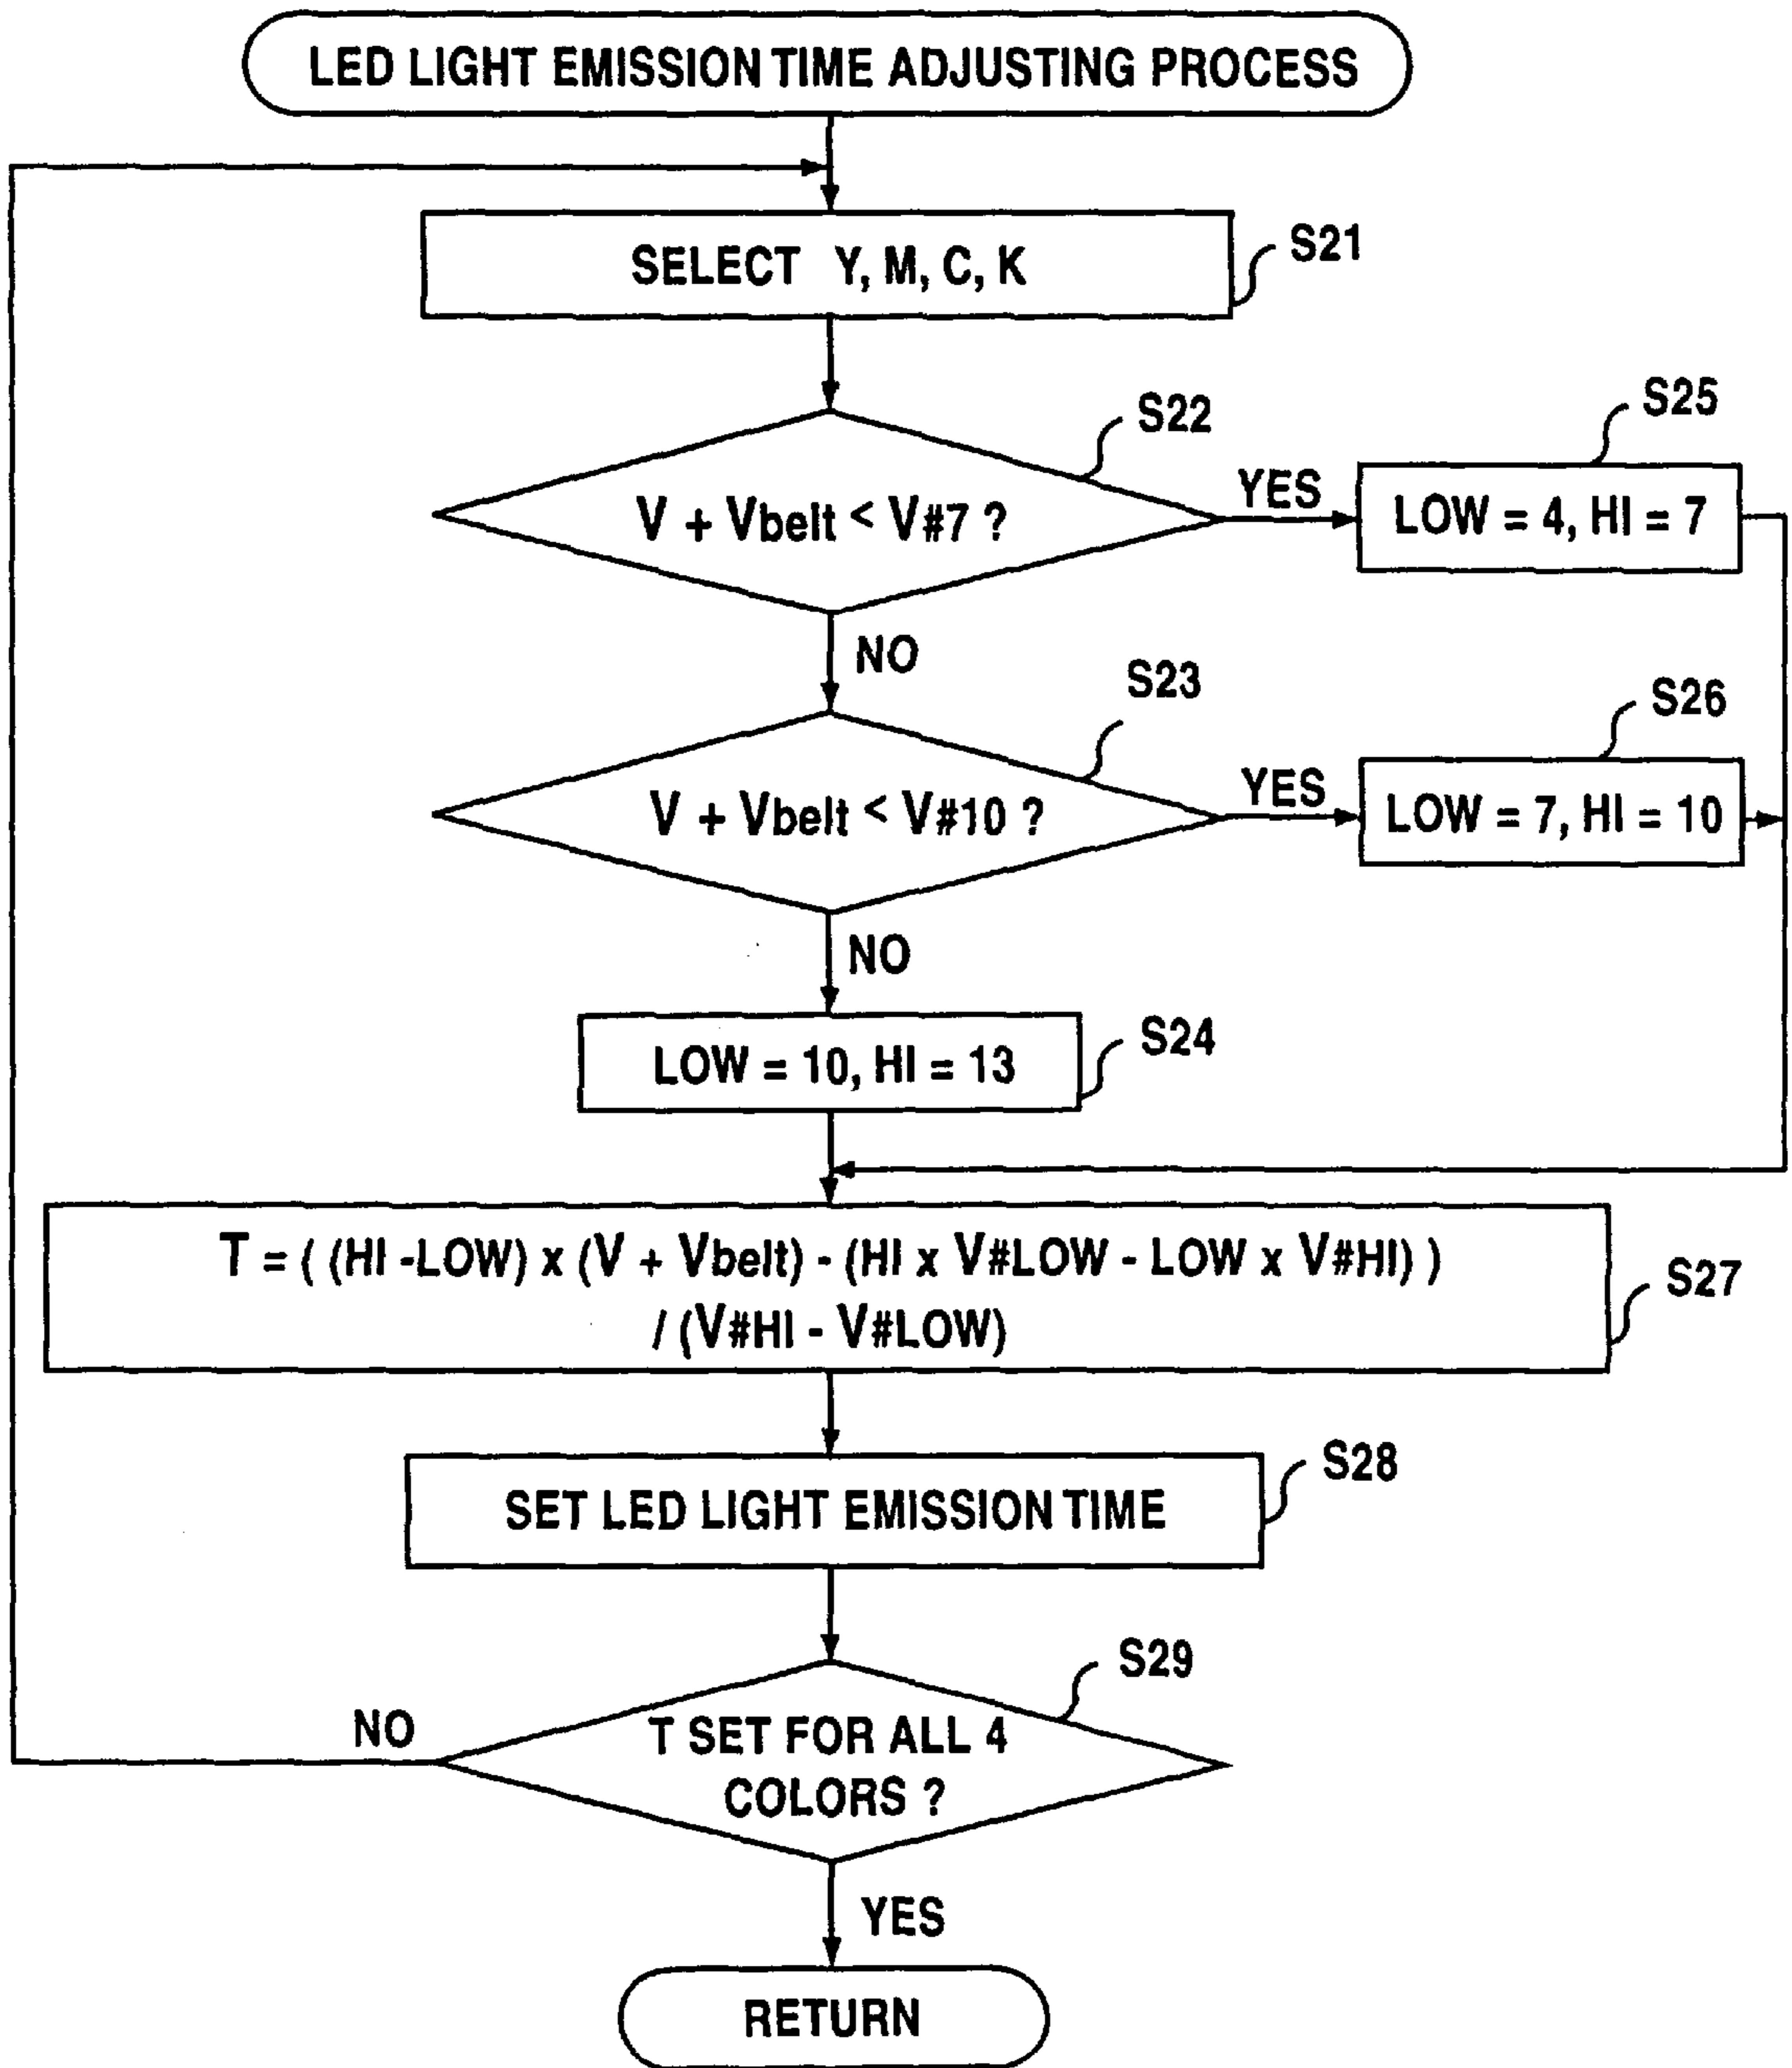 LED LIGHT EMISSION TIME ADJUSTING PROCESS
SELECT Y, M, C, K
S21
S22
V + Vbelt < V#7 ?
YES
S25
LOW = 4, HI = 7
NO
S23
V + Vbelt < V#10 ?
YES
S26
LOW = 7, HI = 10
NO
LOW = 10, HI = 13
S24
T = ( (HI -LOW) x (V + Vbelt) - (HI x V#LOW - LOW x V#HI) )
/ (V#HI - V#LOW)
S27
SET LED LIGHT EMISSION TIME
S28
S29
T SET FOR ALL 4
COLORS ?
NO
YES
RETURN